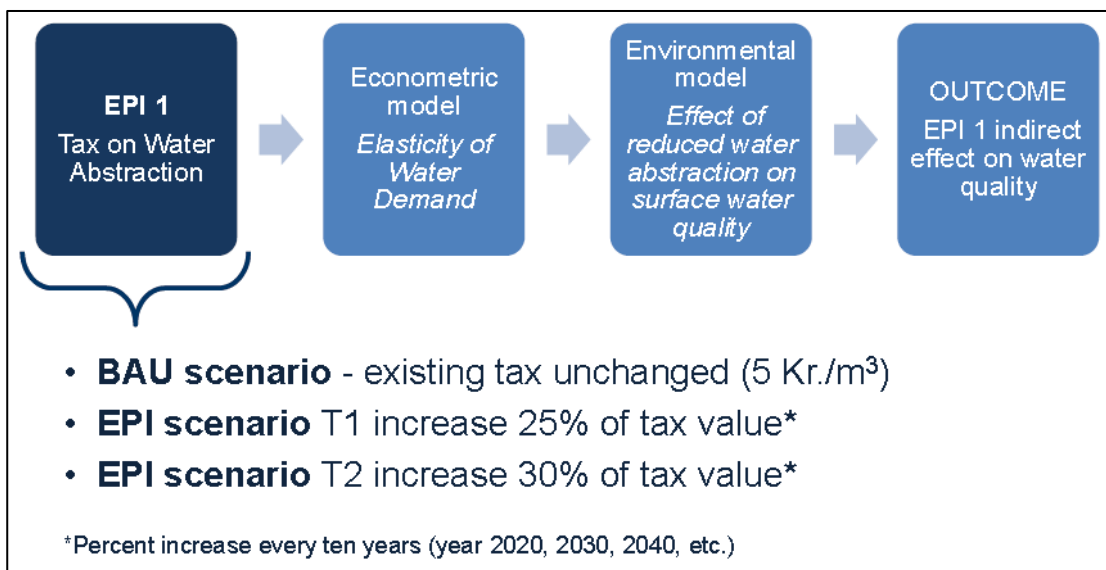 EPI 1
Tax on Water
Abstraction
Econometric
model
Elasticity of
Water
Demand
Environmental
model
Effect of
reduced water
abstraction on
surface water
quality
OUTCOME
EPI 1 indirect
effect on water
quality
• BAU scenario - existing tax unchanged (5 Kr./m³)
• EPI scenario T1 increase 25% of tax value*
• EPI scenario T2 increase 30% of tax value*
*Percent increase every ten years (year 2020, 2030, 2040, etc.)